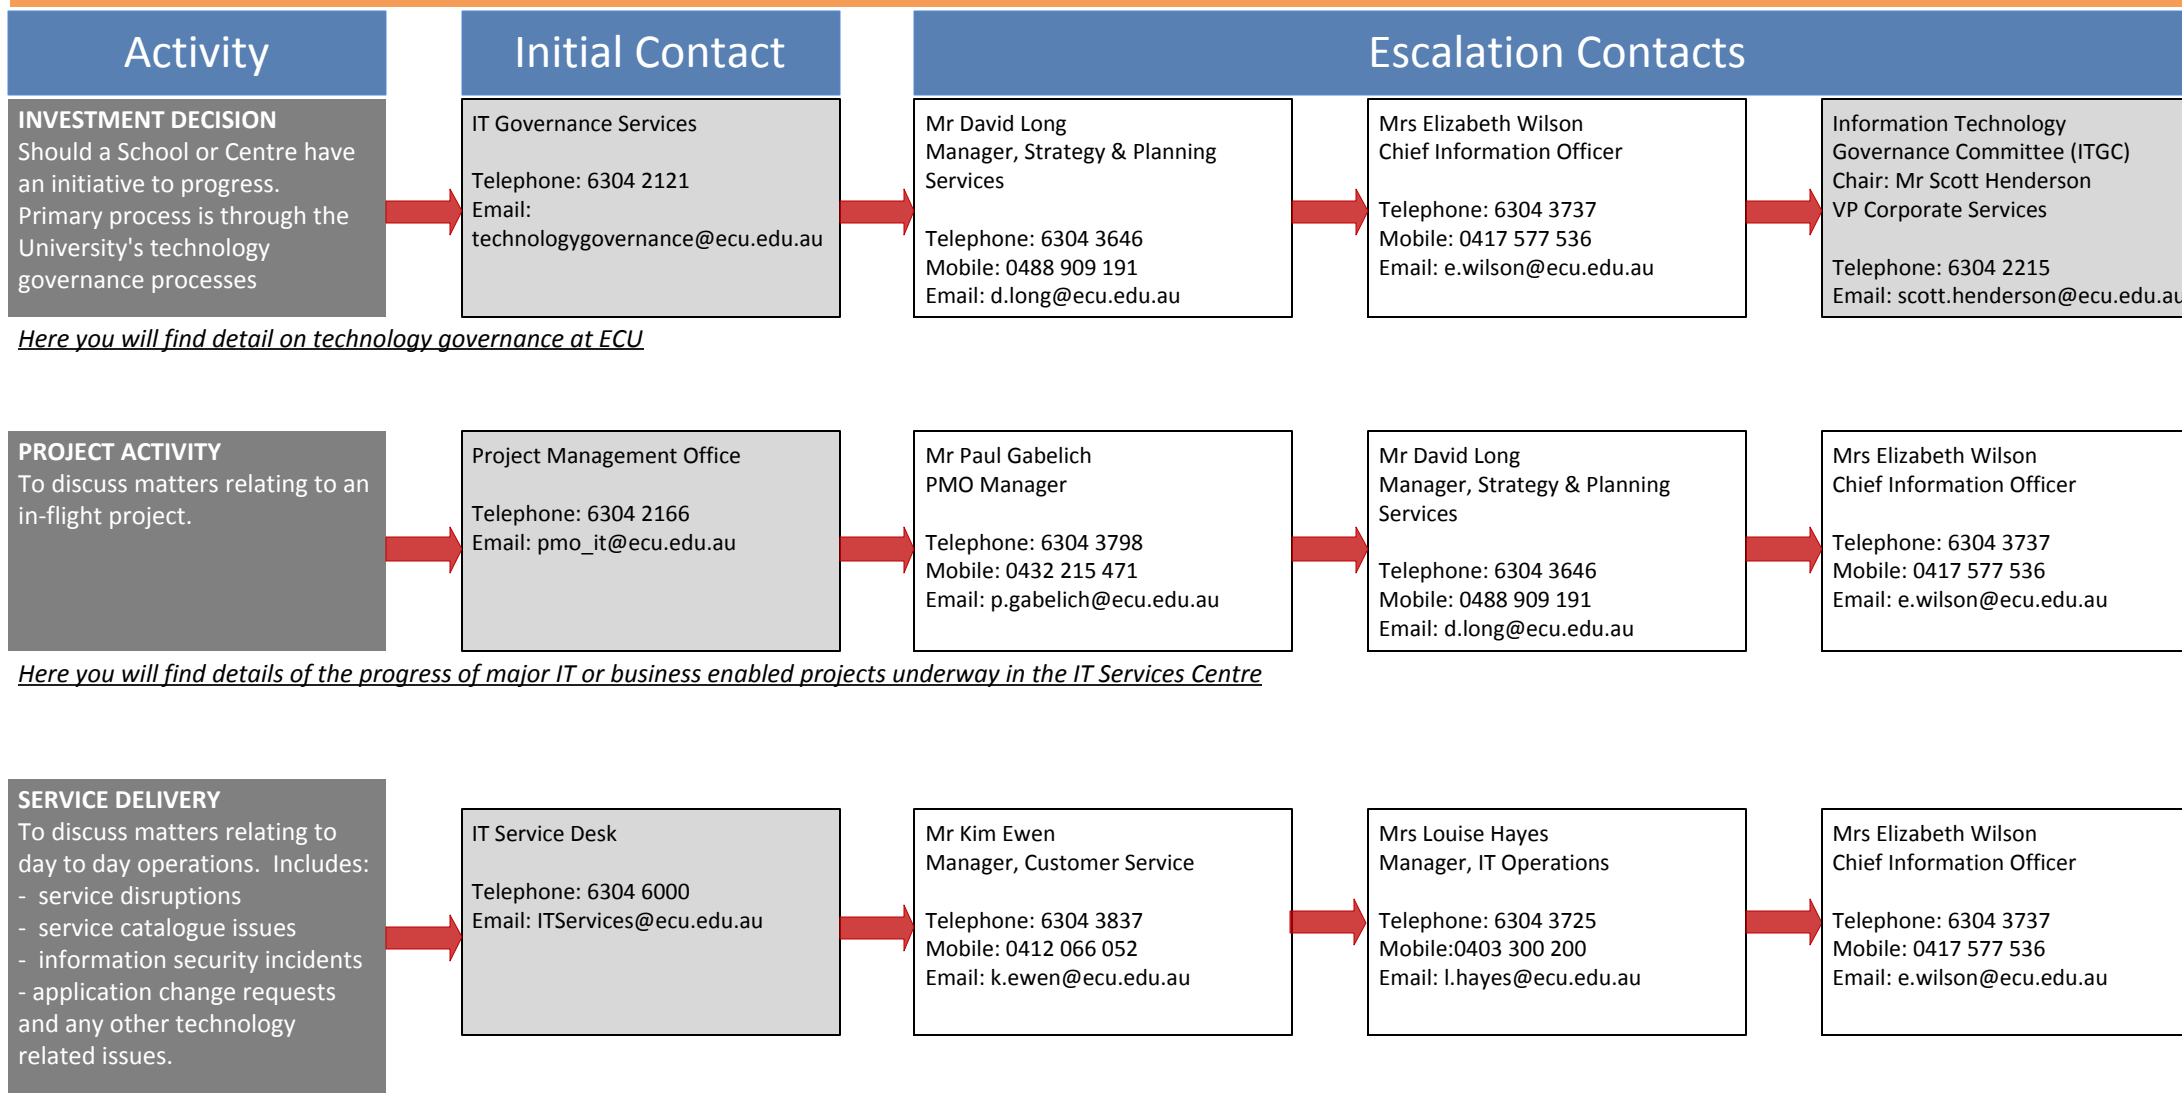 Activity
Initial Contact
Escalation Contacts
INVESTMENT DECISION
Should a School or Centre have
an initiative to progress.
Primary process is through the
University's technology
governance processes
IT Governance Services
Telephone: 6304 2121
Email:
technologygovernance@ecu.edu.au
Mr David Long
Manager, Strategy & Planning
Services
Telephone: 6304 3646
Mobile: 0488 909 191
Email: d.long@ecu.edu.au
Mrs Elizabeth Wilson
Chief Information Officer
Telephone: 6304 3737
Mobile: 0417 577 536
Email: e.wilson@ecu.edu.au
Information Technology
Governance Committee (ITGC)
Chair: Mr Scott Henderson
VP Corporate Services
Telephone: 6304 2215
Email: scott.henderson@ecu.edu.au
Here you will find detail on technology governance at ECU
PROJECT ACTIVITY
To discuss matters relating to an
in-flight project.
Project Management Office
Telephone: 6304 2166
Email: pmo_it@ecu.edu.au
Mr Paul Gabelich
PMO Manager
Telephone: 6304 3798
Mobile: 0432 215 471
Email: p.gabelich@ecu.edu.au
Mr David Long
Manager, Strategy & Planning
Services
Telephone: 6304 3646
Mobile: 0488 909 191
Email: d.long@ecu.edu.au
Mrs Elizabeth Wilson
Chief Information Officer
Telephone: 6304 3737
Mobile: 0417 577 536
Email: e.wilson@ecu.edu.au
Here you will find details of the progress of major IT or business enabled projects underway in the IT Services Centre
SERVICE DELIVERY
To discuss matters relating to
day to day operations.  Includes:
-  service disruptions
-  service catalogue issues
-  information security incidents
- application change requests
and any other technology
related issues.
IT Service Desk
Telephone: 6304 6000
Email: ITServices@ecu.edu.au
Mr Kim Ewen
Manager, Customer Service
Telephone: 6304 3837
Mobile: 0412 066 052
Email: k.ewen@ecu.edu.au
Mrs Louise Hayes
Manager, IT Operations
Telephone: 6304 3725
Mobile:0403 300 200
Email: l.hayes@ecu.edu.au
Mrs Elizabeth Wilson
Chief Information Officer
Telephone: 6304 3737
Mobile: 0417 577 536
Email: e.wilson@ecu.edu.au